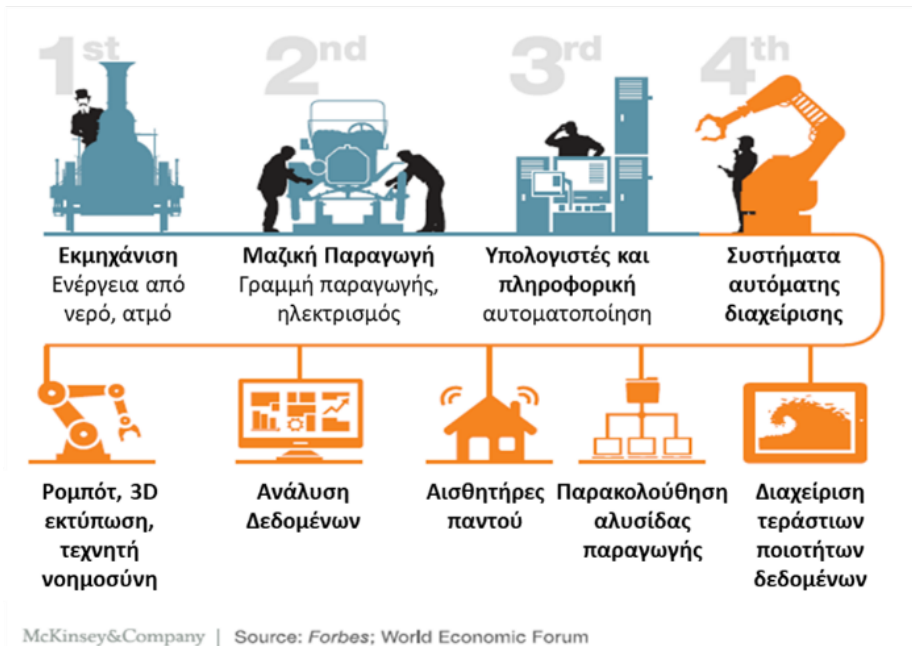 1st
2nd
3rd
4th
Εκμηχάνιση
Ενέργεια από
νερό, ατμό
Μαζική Παραγωγή
Γραμμή παραγωγής,
ηλεκτρισμός
Υπολογιστές και
πληροφορική
αυτοματοποίηση
Συστήματα
αυτόματης
διαχείρισης
Ρομπότ, 3D
εκτύπωση,
τεχνητή
νοημοσύνη
Ανάλυση
Δεδομένων
Αισθητήρες
παντού
Παρακολούθηση
αλυσίδας
παραγωγής
Διαχείριση
τεράστιων
ποιοτήτων
δεδομένων
McKinsey&Company | Source: Forbes; World Economic Forum